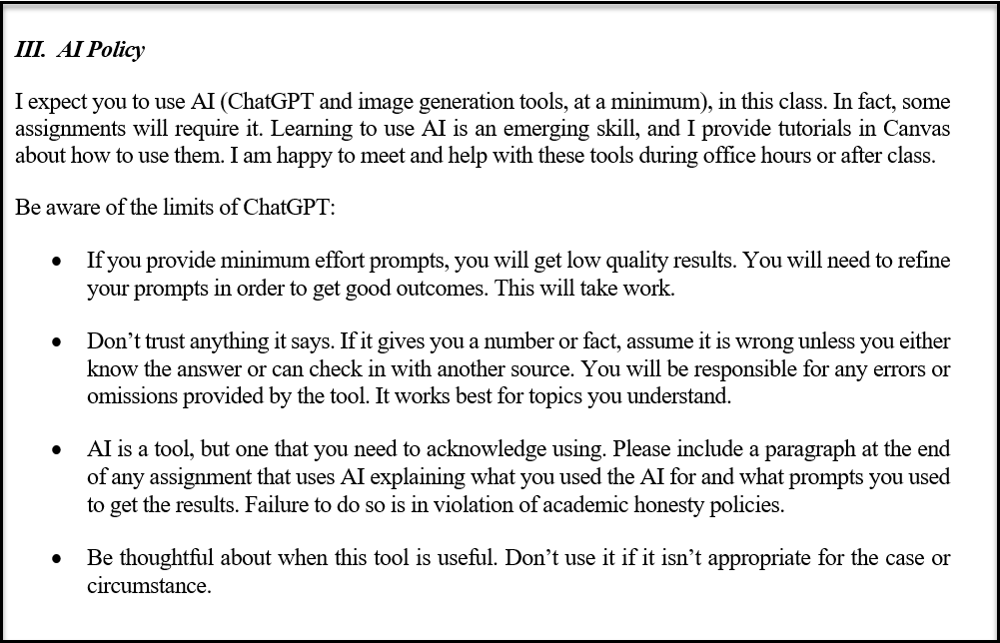 III. AI Policy
I expect you to use AI (ChatGPT and image generation tools, at a minimum), in this class. In fact, some
assignments will require it. Learning to use AI is an emerging skill, and I provide tutorials in Canvas
about how to use them. I am happy to meet and help with these tools during office hours or after class.
Be aware of the limits of ChatGPT:
• If you provide minimum effort prompts, you will get low quality results. You will need to refine
your prompts in order to get good outcomes. This will take work.
• Don’t trust anything it says. If it gives you a number or fact, assume it is wrong unless you either
know the answer or can check in with another source. You will be responsible for any errors or
omissions provided by the tool. It works best for topics you understand.
• AI is a tool, but one that you need to acknowledge using. Please include a paragraph at the end
of any assignment that uses AI explaining what you used the AI for and what prompts you used
to get the results. Failure to do so is in violation of academic honesty policies.
• Be thoughtful about when this tool is useful. Don’t use it if it isn’t appropriate for the case or
circumstance.